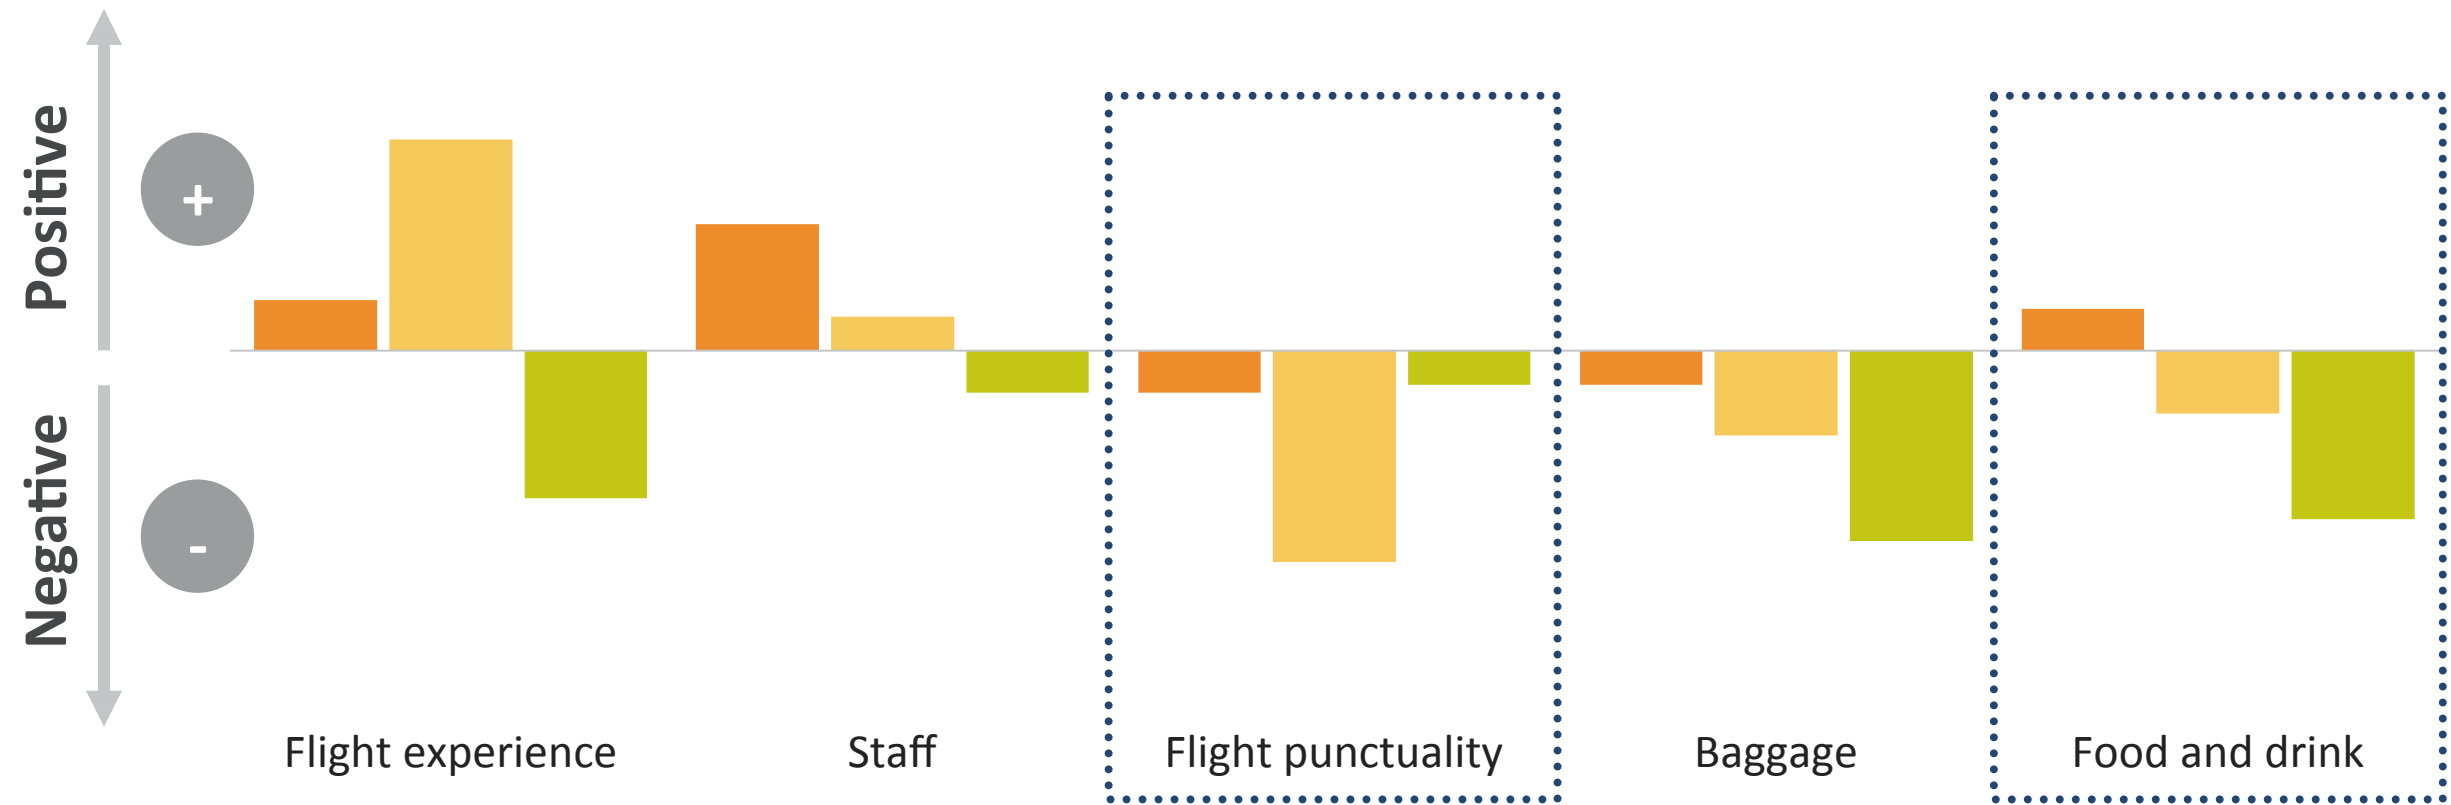 Positive
+
Negative
-
Flight experience
Staff
Flight punctuality
Baggage
Food and drink